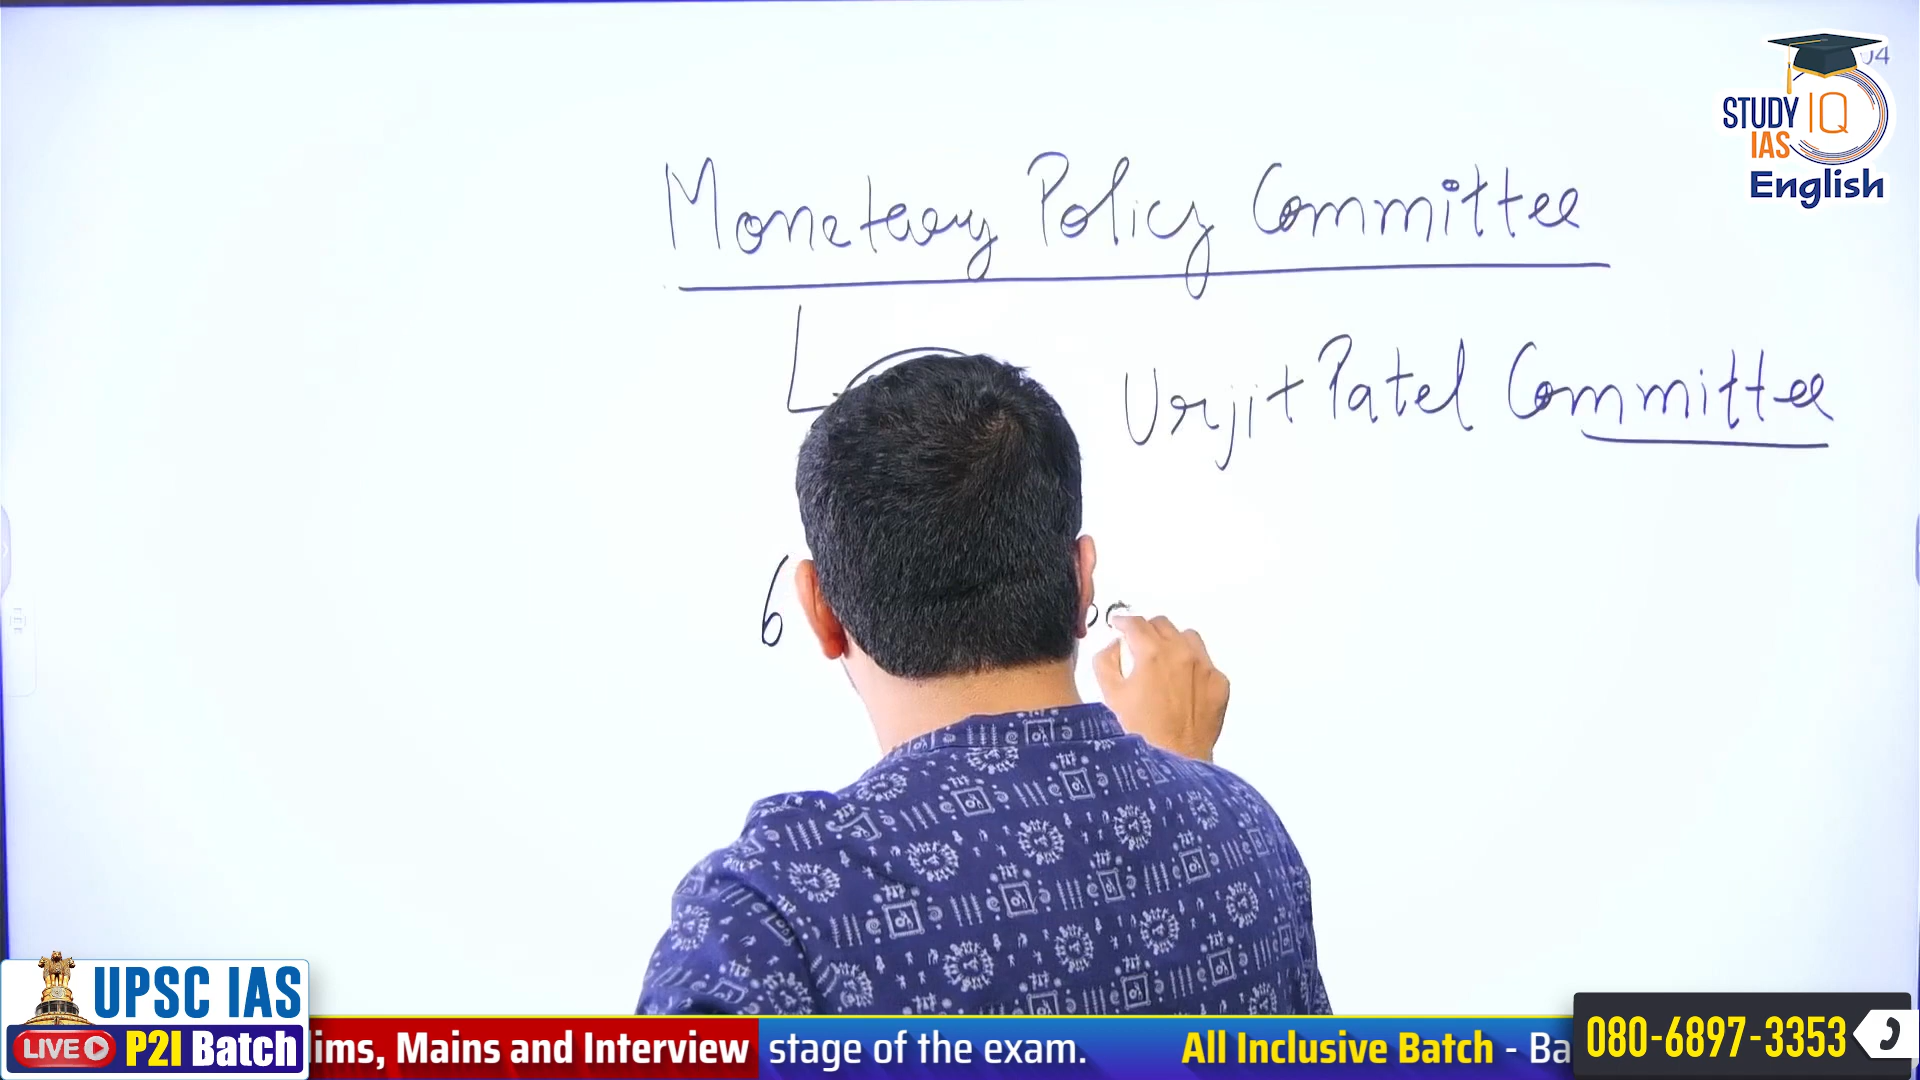 04
STUDY IQ
IAS
English
Monetary Policy Committee
Urjit Patel Committee
6
UPSC IAS
LIVE P2I Batch
ims, Mains and Interview stage of the exam. All Inclusive Batch - Ba
080-6897-3353